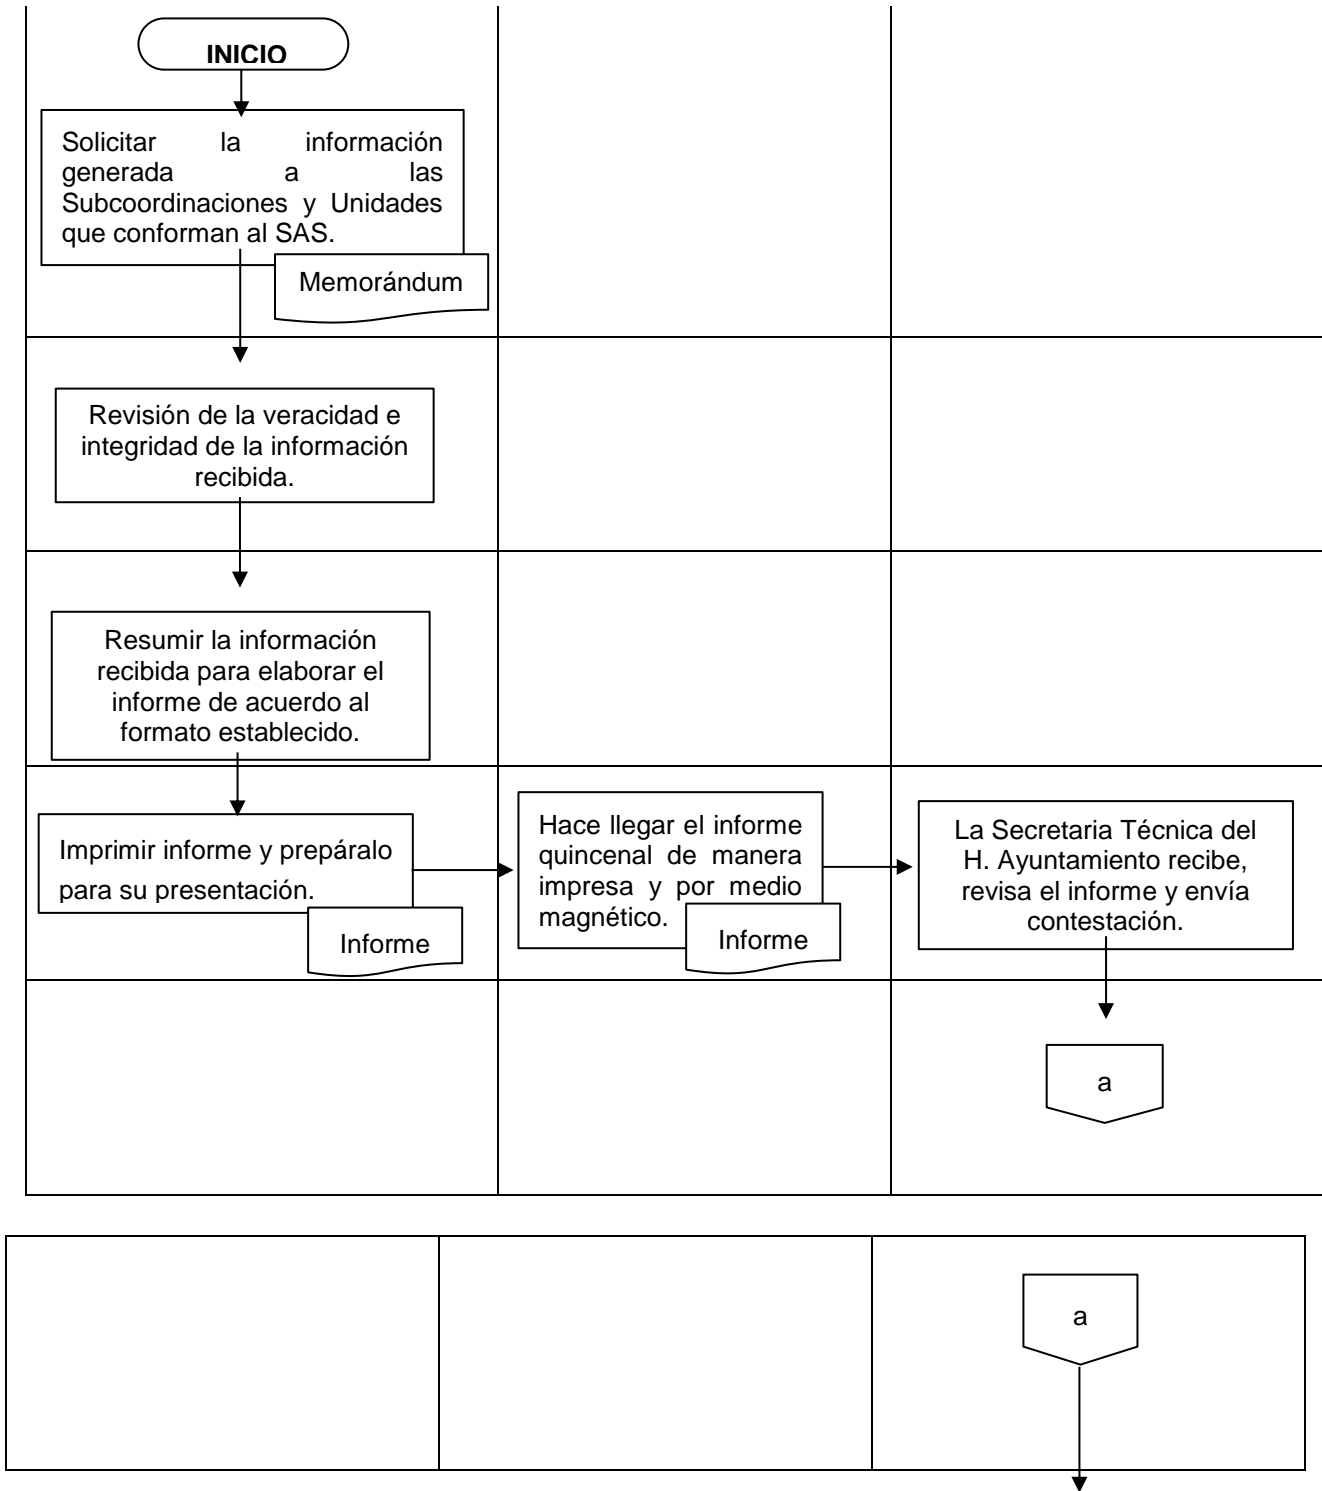 INICIO
Solicitar la información
generada a las
Subcoordinaciones y Unidades
que conforman al SAS.
Memorándum
Revisión de la veracidad e
integridad de la información
recibida.
Resumir la información
recibida para elaborar el
informe de acuerdo al
formato establecido.
Imprimir informe y prepáralo
para su presentación.
Informe
Hace llegar el informe
quincenal de manera
impresa y por medio
magnético.
Informe
La Secretaria Técnica del
H. Ayuntamiento recibe,
revisa el informe y envía
contestación.
a
a